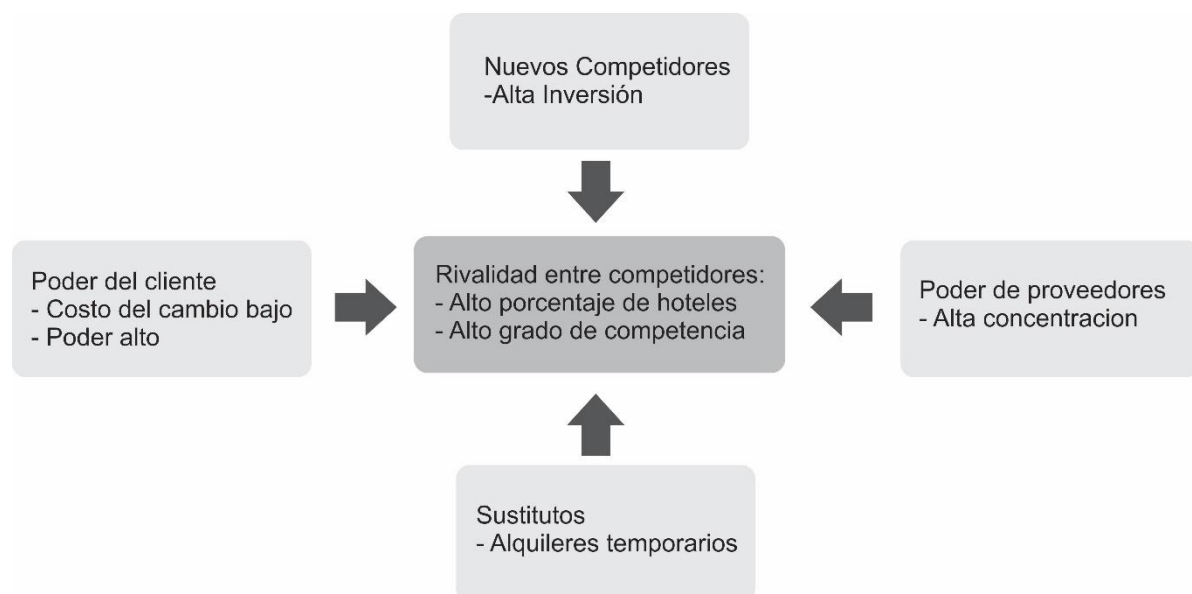 Nuevos Competidores
-Alta Inversión
Poder del cliente
- Costo del cambio bajo
- Poder alto
Rivalidad entre competidores:
- Alto porcentaje de hoteles
- Alto grado de competencia
Poder de proveedores
- Alta concentracion
Sustitutos
- Alquileres temporarios